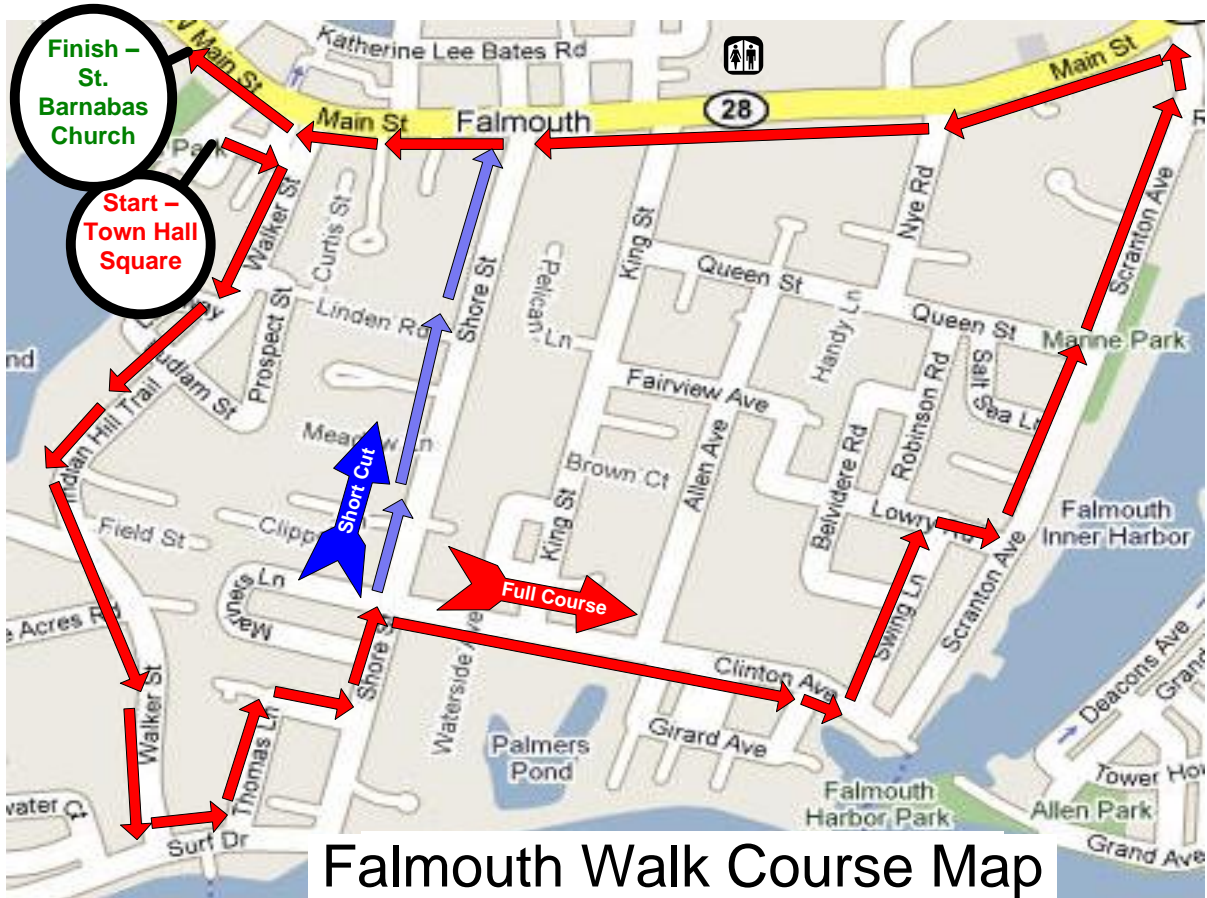 Finish –
St.
Barnabas
Church
Start –
Town Hall
Square
Main St
Katherine Lee Bates Rd
Main St
Falmouth
28
Main St
Park
Walker St
Curtis St
Linden Rd
Prospect St
Ludlam St
Indian Hill Trail
Shore St
Pelican
Ln
King St
Queen St
Nye Rd
Scranton Ave
Handy Ln
Queen St
Marine Park
Fairview Ave
Salt
Sea Ln
Robinson Rd
Belvidere Rd
Allen Ave
Brown Ct
Meadow Ln
Short Cut
Field St
King St
Lowry Rd
Falmouth
Inner Harbor
Mariners Ln
Full Course
Acres Rd
Shore St
Waterside Ave
Clinton Ave
Swing Ln
Scranton Ave
Deacons Ave
Grand
Walker St
Thomas Ln
Girard Ave
Palmers
Pond
Falmouth
Harbor Park
Allen Park
Grand Ave
water Ct
Surf Dr
Falmouth Walk Course Map